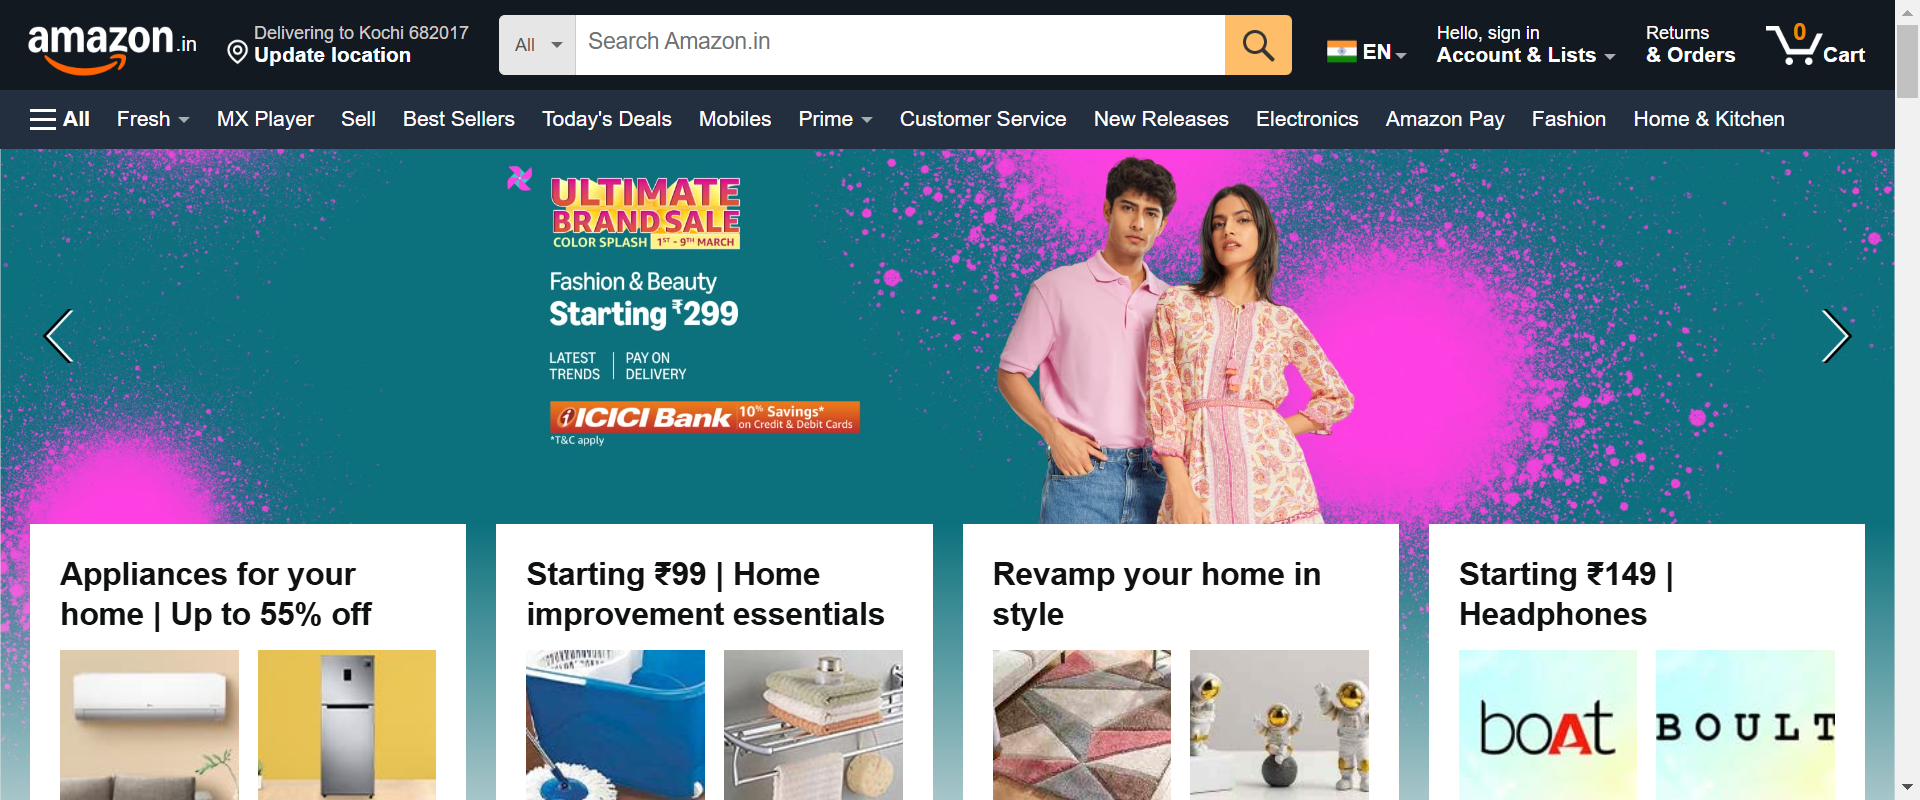 amazon.in
Delivering to Kochi 682017
Update location
All
Search Amazon.in
EN
Hello, sign in
Account & Lists
Returns
& Orders
0
Cart
All
Fresh
MX Player
Sell
Best Sellers
Today's Deals
Mobiles
Prime
Customer Service
New Releases
Electronics
Amazon Pay
Fashion
Home & Kitchen
ULTIMATE
BRAND SALE
COLOR SPLASH 1ST - 9TH MARCH
Fashion & Beauty
Starting ₹299
LATEST TRENDS
PAY ON DELIVERY
ICICI Bank
10% Savings*
on Credit & Debit Cards
*T&C apply
Appliances for your
home | Up to 55% off
Starting ₹99 | Home
improvement essentials
Revamp your home in
style
Starting ₹149 |
Headphones
boAt
BOULT